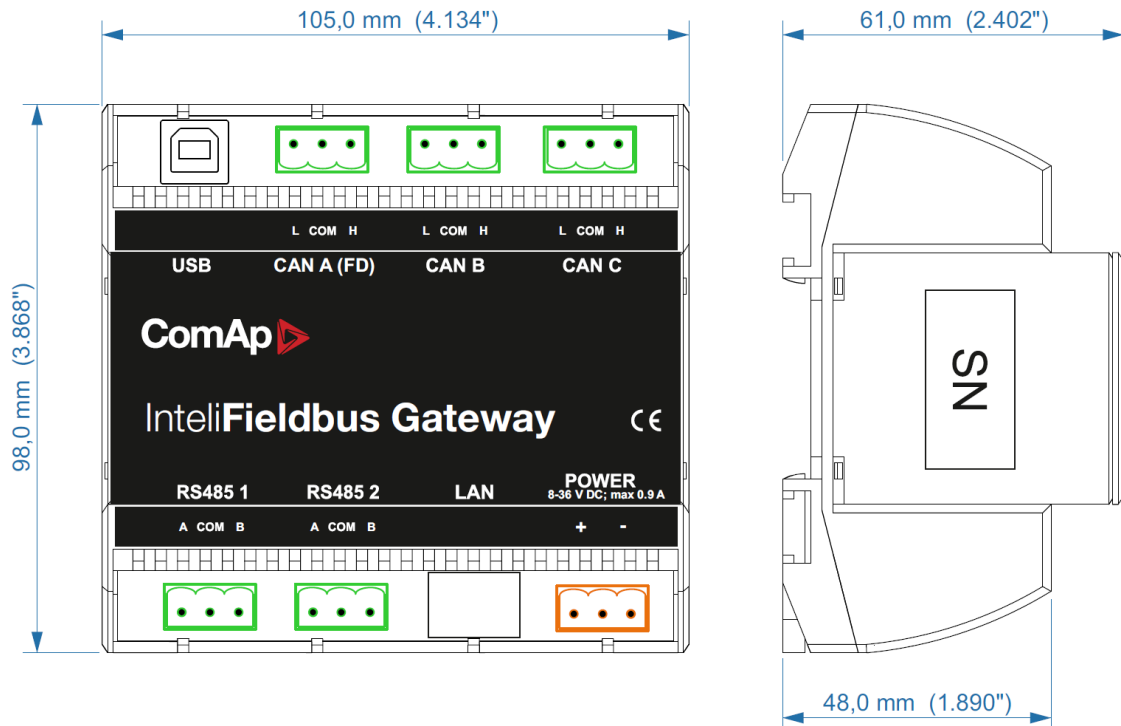 105,0 mm (4.134")
61,0 mm (2.402")
98,0 mm (3.868")
L COM H
L COM H
L COM H
USB
CAN A (FD)
CAN B
CAN C
ComAp
InteliFieldbus Gateway
CE
SN
RS485 1
RS485 2
LAN
POWER
8-36 V DC; max 0.9 A
A COM B
A COM B
+ -
48,0 mm (1.890")